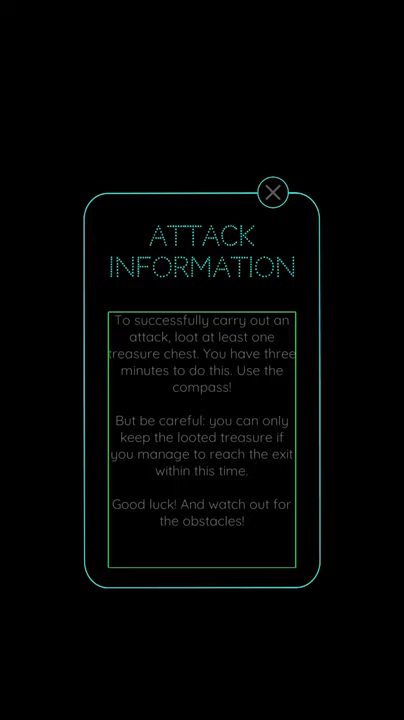 ATTACK
INFORMATION
To successfully carry out an
attack, loot at least one
treasure chest. You have three
minutes to do this. Use the
compass!
But be careful: you can only
keep the looted treasure if
you manage to reach the exit
within this time.
Good luck! And watch out for
the obstacles!